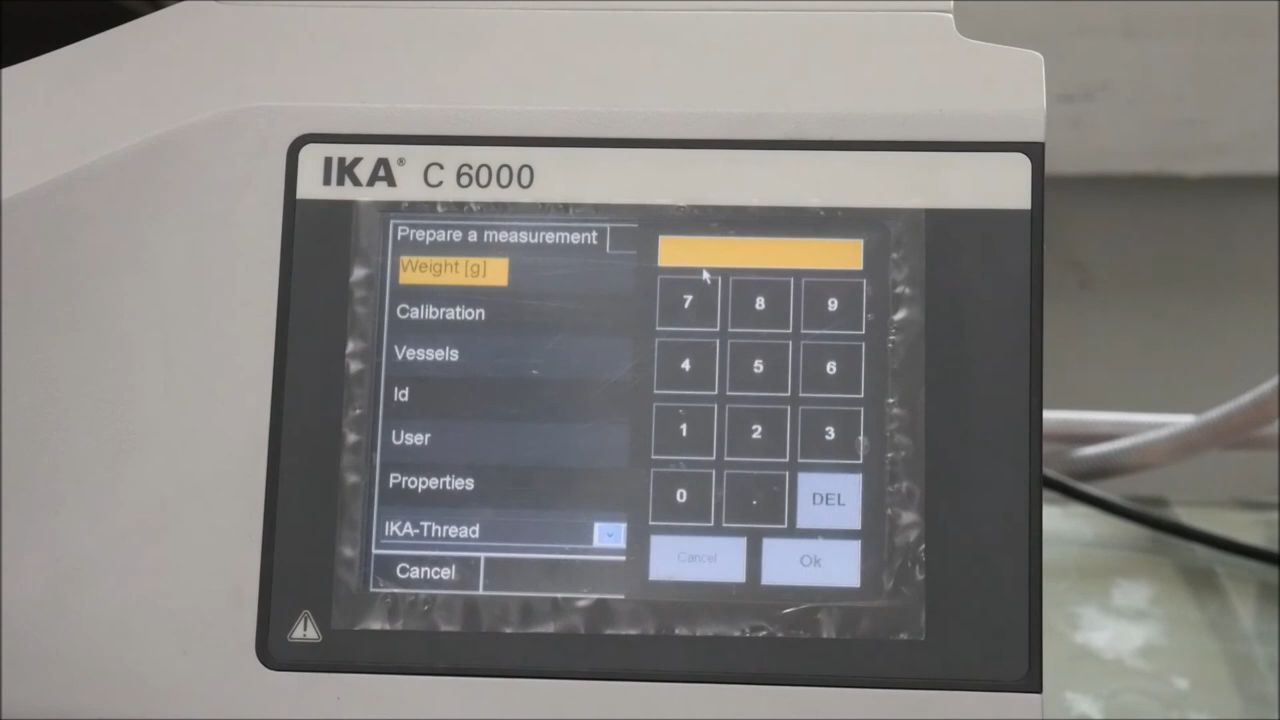 IKA® C 6000
Prepare a measurement
Weight [g]
Calibration
Vessels
Id
User
Properties
IKA-Thread
Cancel
7 8 9
4 5 6
1 2 3
0 . DEL
Cancel Ok